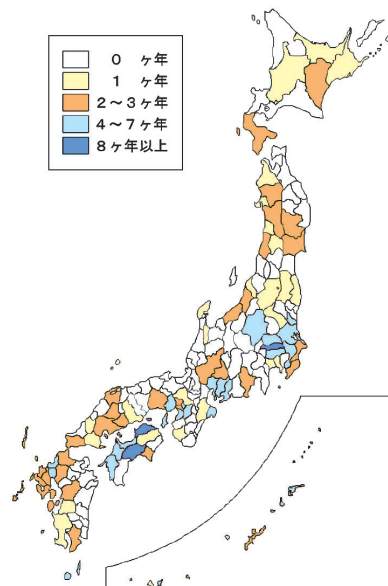 ０ ヶ年
１ ヶ年
２～３ヶ年
４～７ヶ年
８ヶ年以上